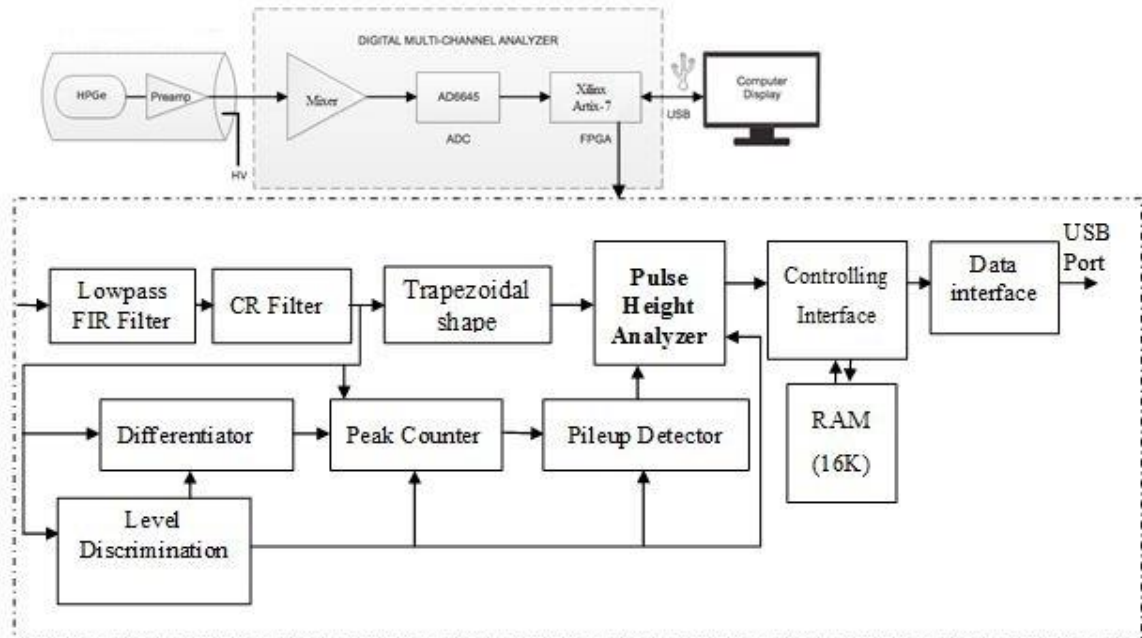 DIGITAL MULTI-CHANNEL ANALYZER
HPGe
Preamp
HV
Mixer
AD6645
ADC
Xilinx
Artix-7
FPGA
USB
Computer
Display
Lowpass
FIR Filter
CR Filter
Trapezoidal
shape
Pulse
Height
Analyzer
Controlling
Interface
Data
interface
USB
Port
Differentiator
Peak Counter
Pileup Detector
RAM
(16K)
Level
Discrimination